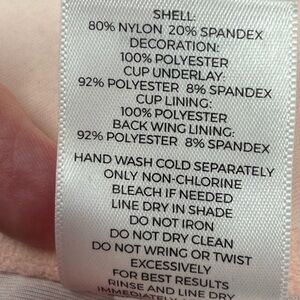 SHELL:
80% NYLON 20% SPANDEX
DECORATION:
100% POLYESTER
CUP UNDERLAY:
92% POLYESTER 8% SPANDEX
CUP LINING:
100% POLYESTER
BACK WING LINING:
92% POLYESTER 8% SPANDEX
HAND WASH COLD SEPARATELY
ONLY NON-CHLORINE
BLEACH IF NEEDED
LINE DRY IN SHADE
DO NOT IRON
DO NOT DRY CLEAN
DO NOT WRING OR TWIST
EXCESSIVELY
FOR BEST RESULTS
RINSE AND LINE DRY
IMMEDIATELY